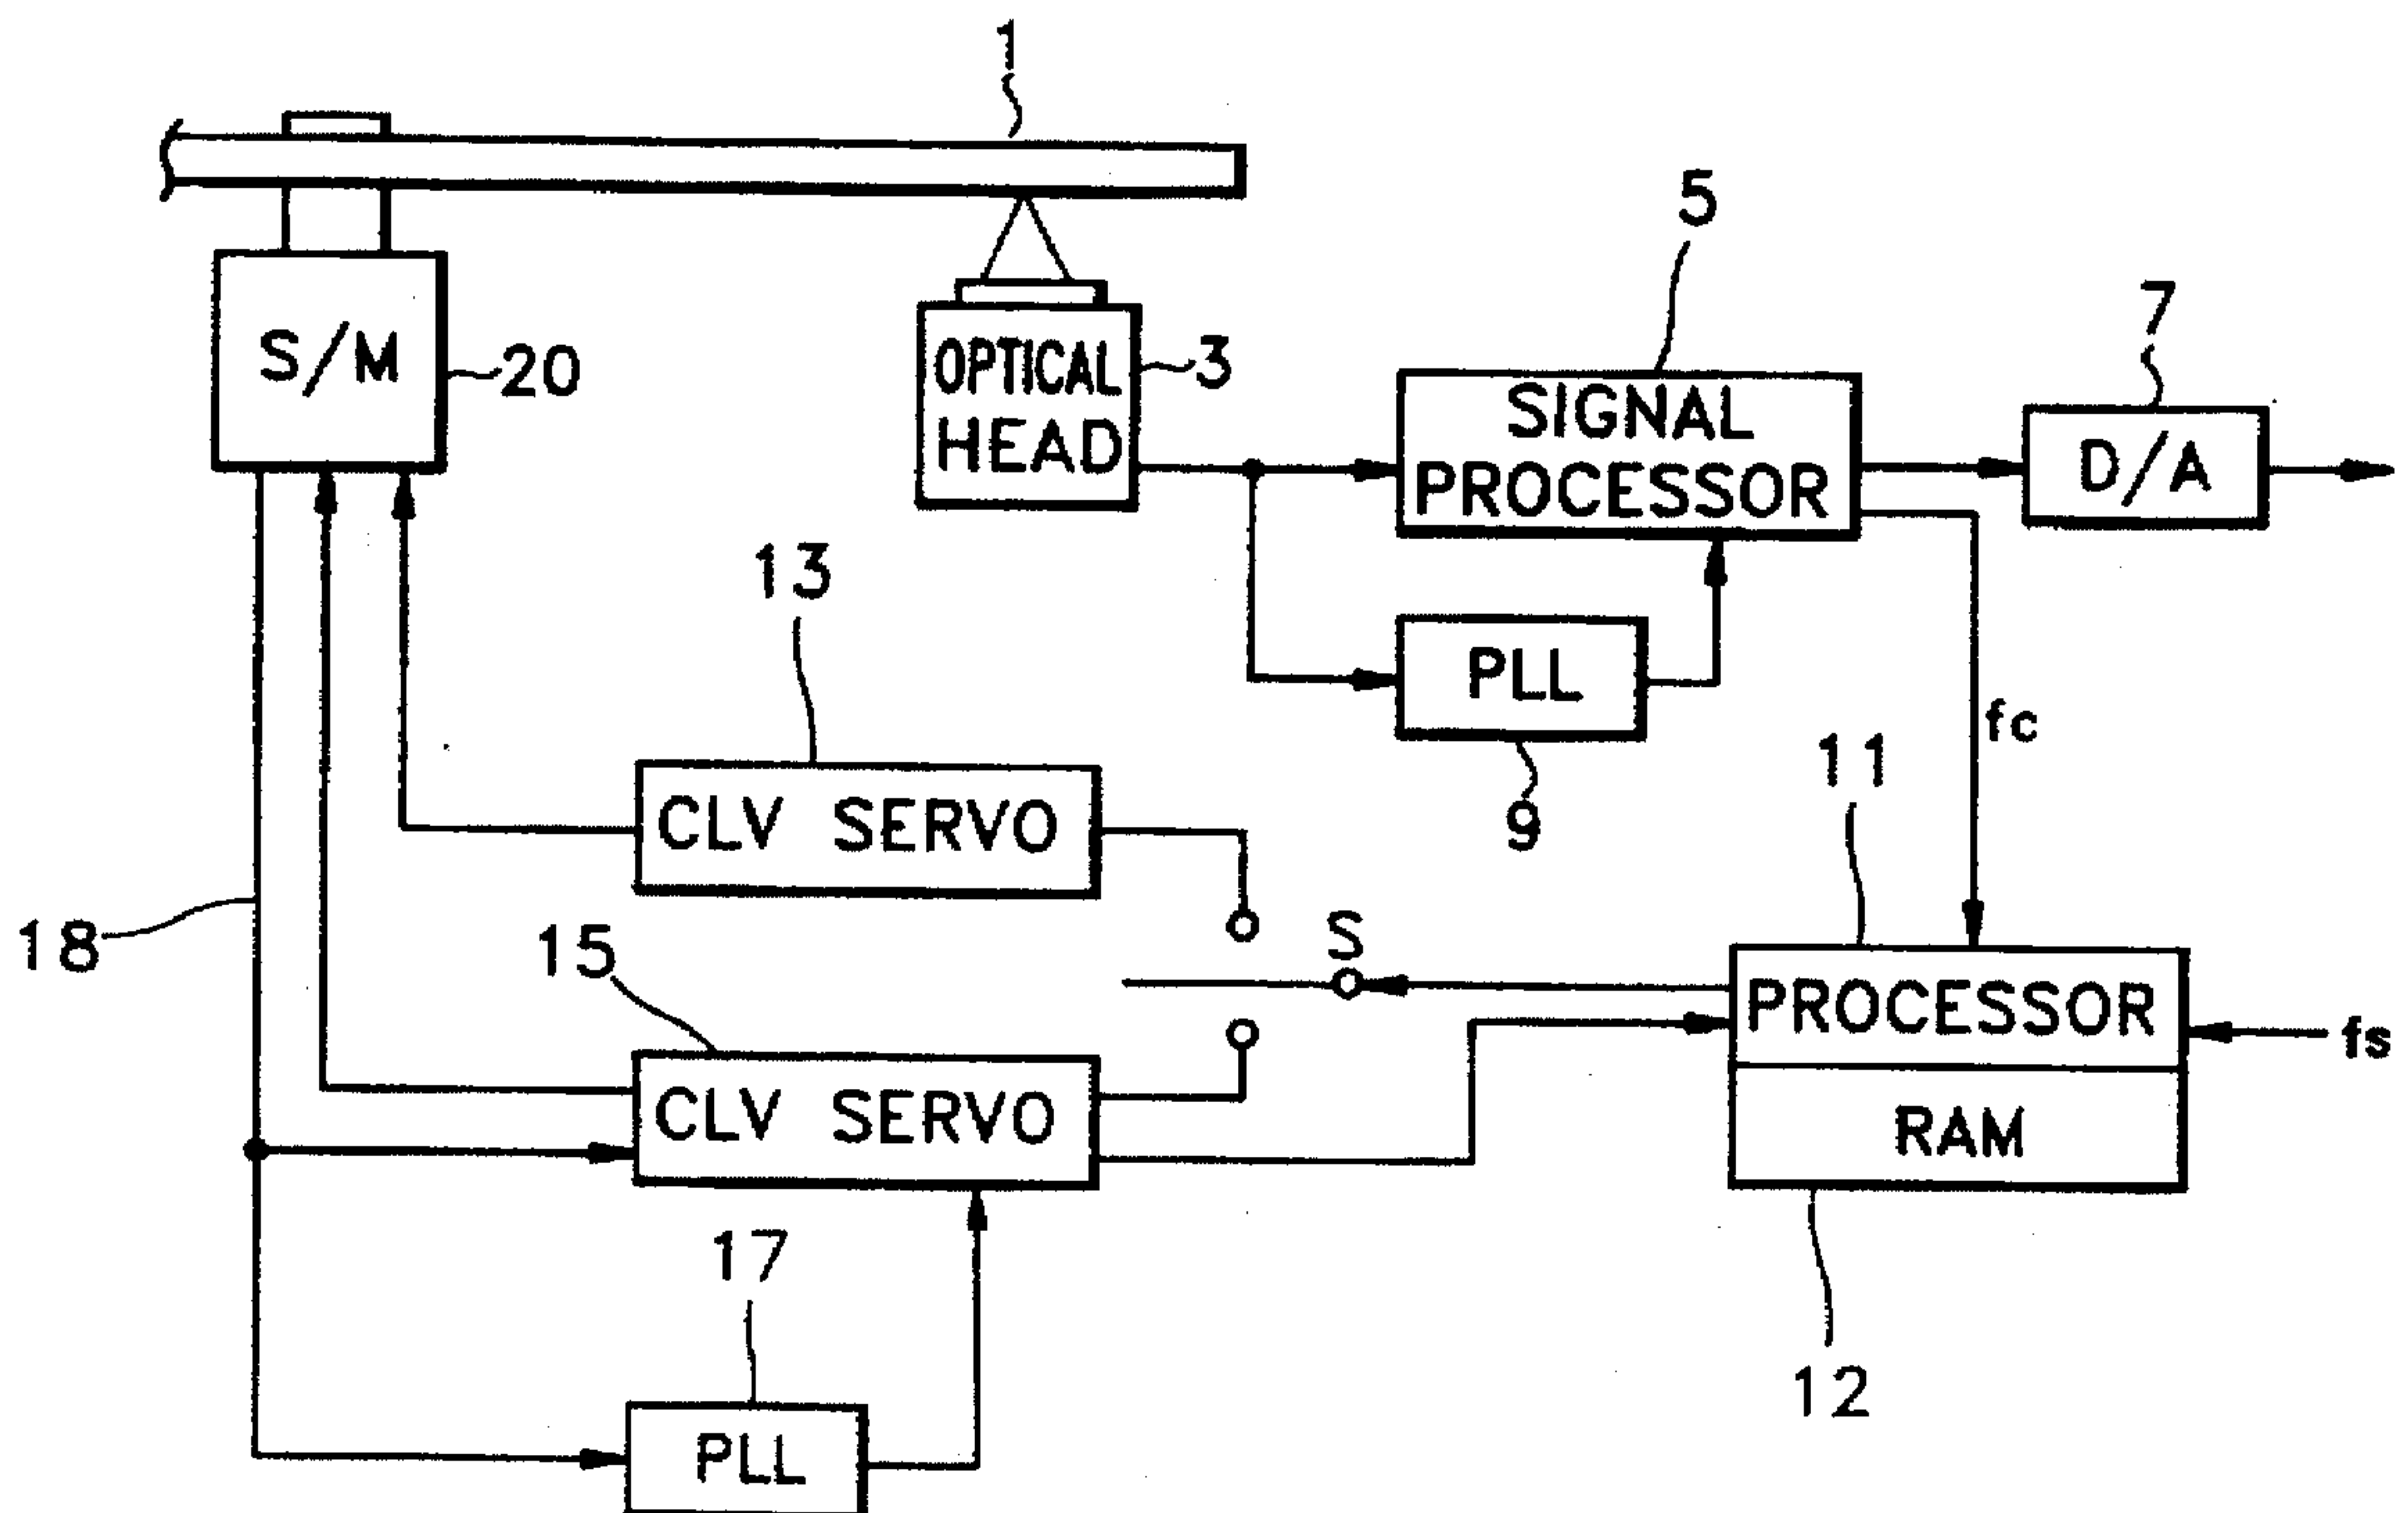 1
5
7
S/M
20
OPTICAL
HEAD
3
SIGNAL
PROCESSOR
D/A
13
PLL
fc
9
11
CLV SERVO
18
15
S
PROCESSOR
fs
CLV SERVO
RAM
17
12
PLL